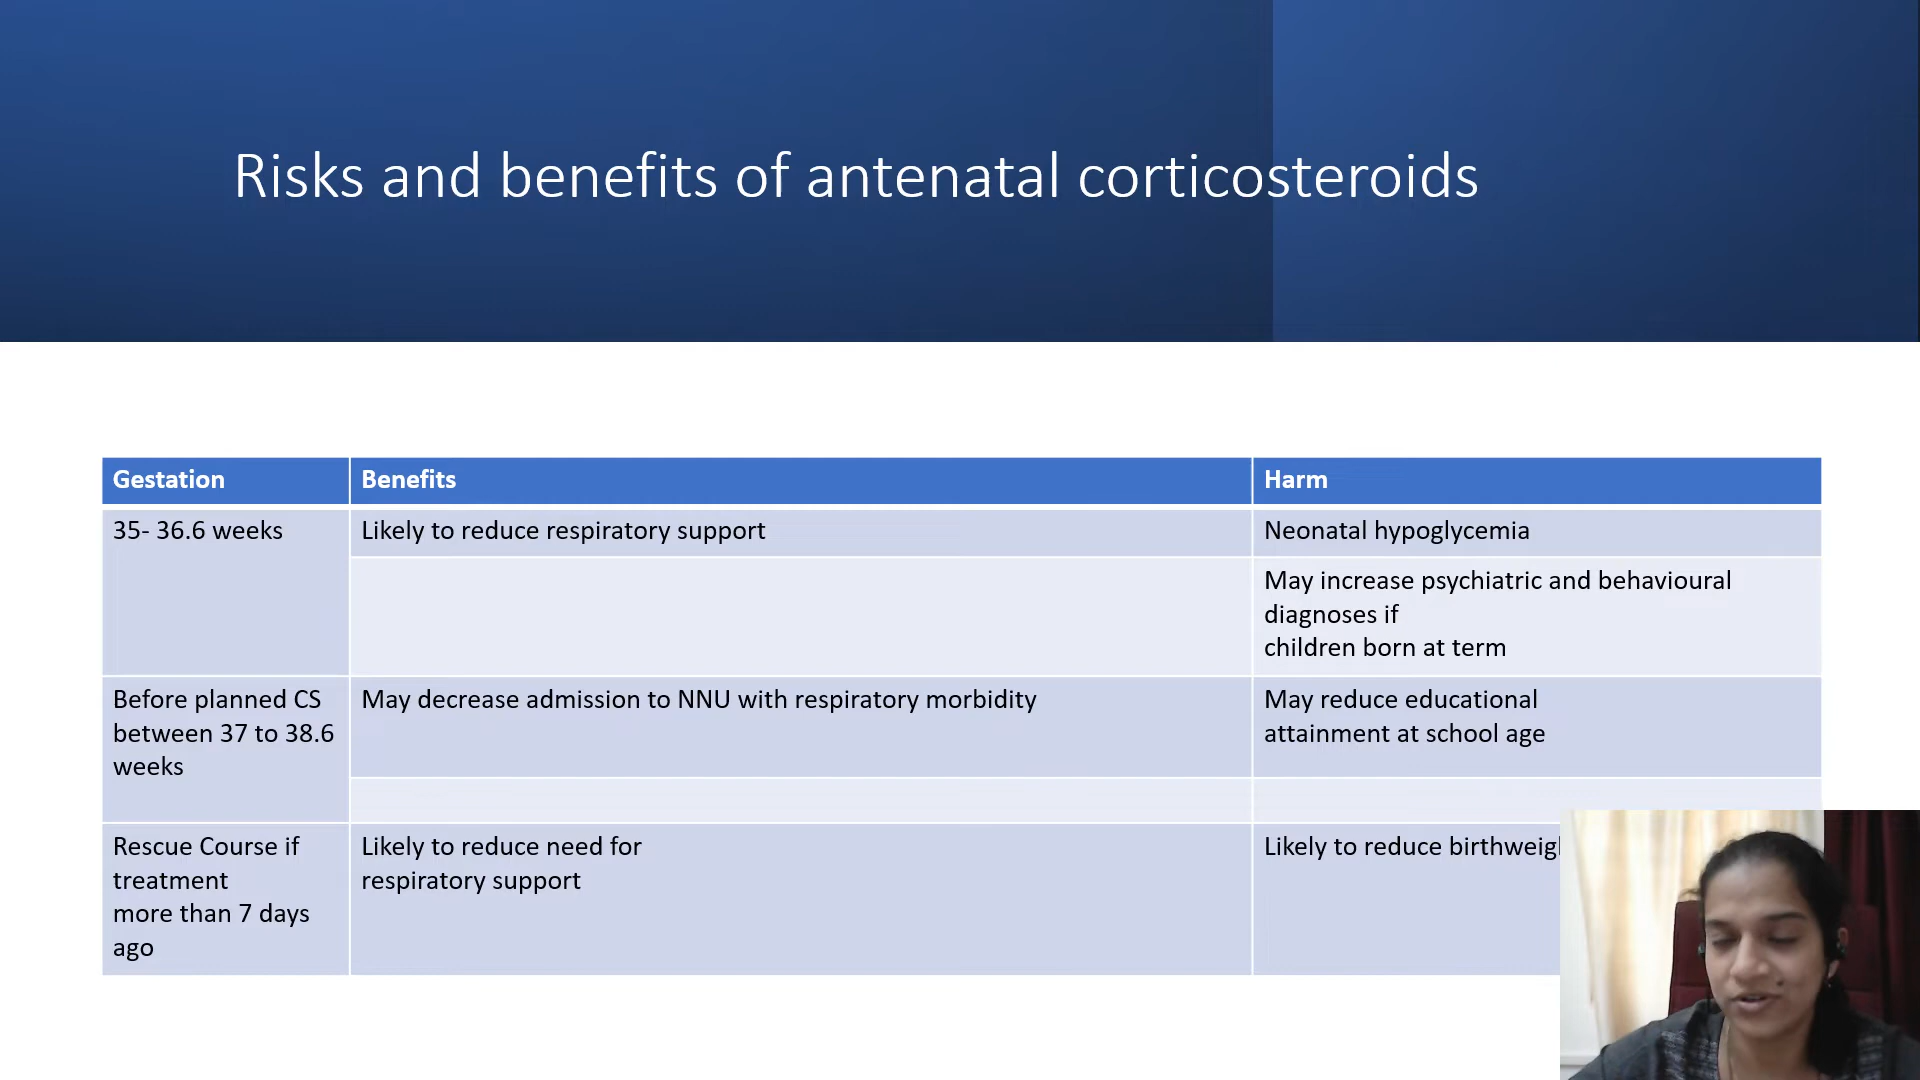 Risks and benefits of antenatal corticosteroids
Gestation
Benefits
Harm
35- 36.6 weeks
Likely to reduce respiratory support
Neonatal hypoglycemia
May increase psychiatric and behavioural
diagnoses if
children born at term
Before planned CS
between 37 to 38.6
weeks
May decrease admission to NNU with respiratory morbidity
May reduce educational
attainment at school age
Rescue Course if
treatment
more than 7 days
ago
Likely to reduce need for
respiratory support
Likely to reduce